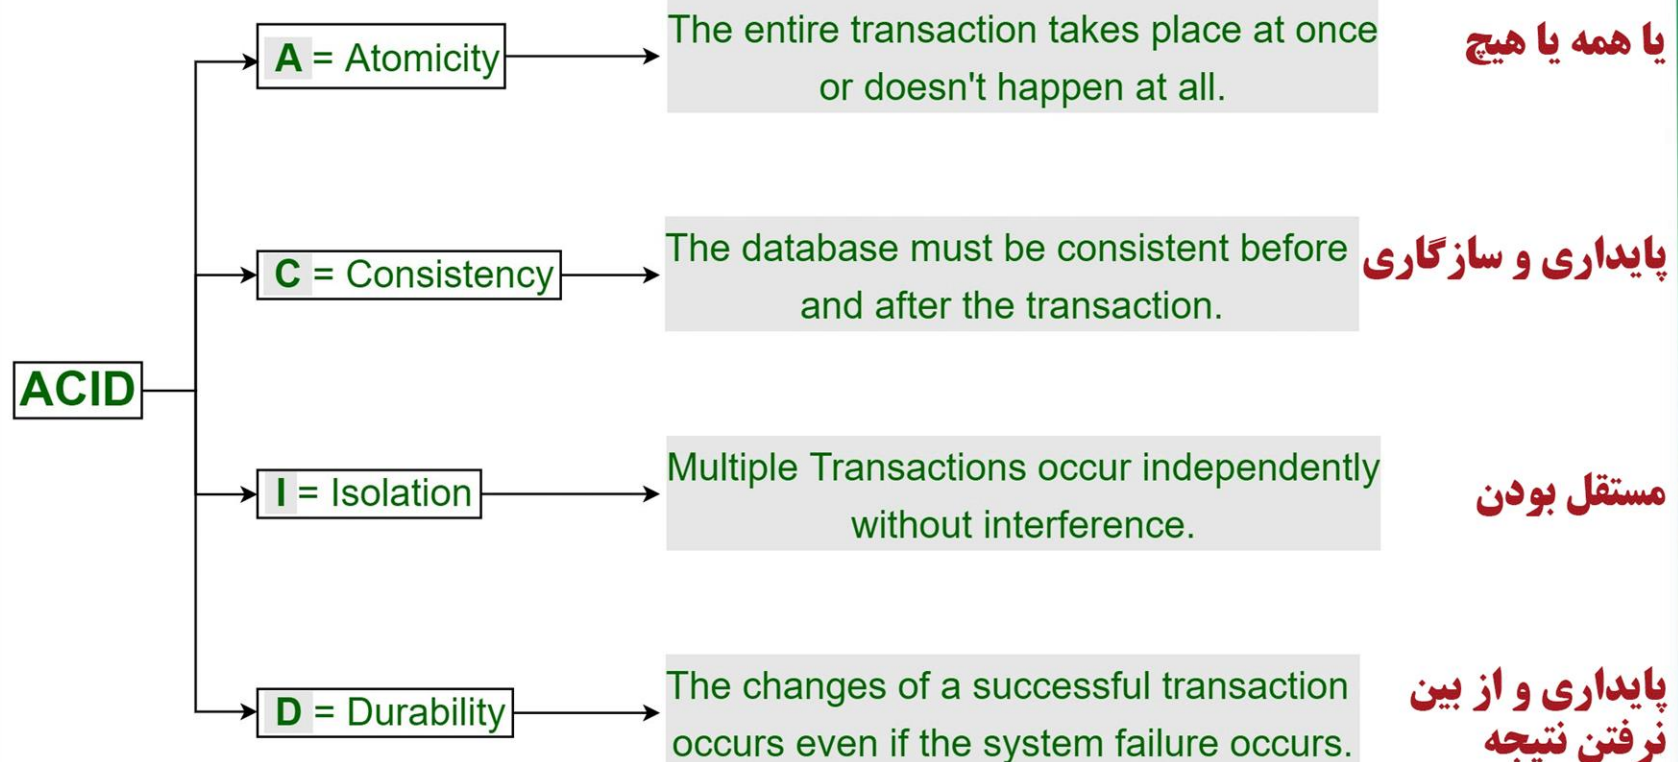 A = Atomicity
The entire transaction takes place at once
or doesn't happen at all.
یا همه یا هیچ
C = Consistency
The database must be consistent before
and after the transaction.
پایداری و سازگاری
ACID
I = Isolation
Multiple Transactions occur independently
without interference.
مستقل بودن
D = Durability
The changes of a successful transaction
occurs even if the system failure occurs.
پایداری و از بین
نرفتن نتیجه